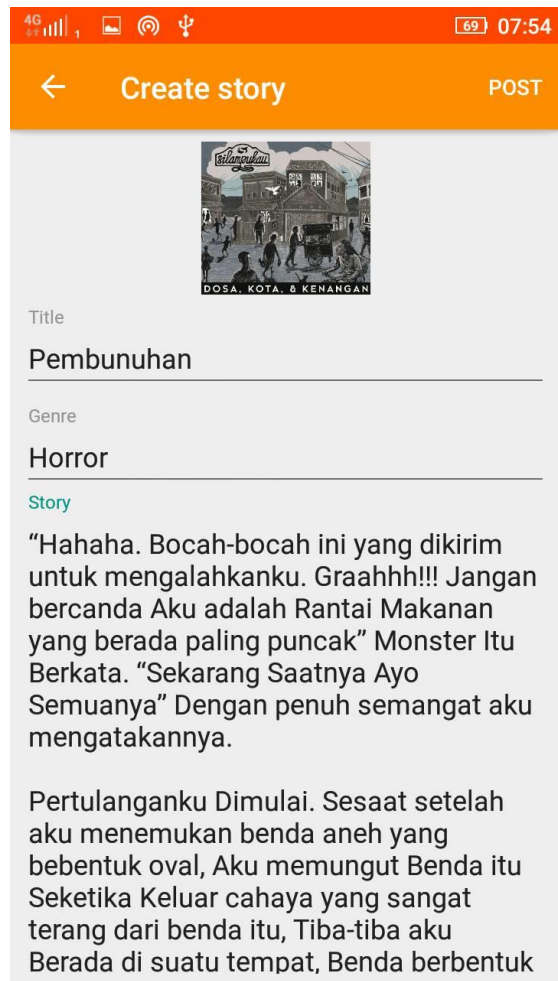 4G 1 69 07:54
Create story POST
Silampukau
DOSA, KOTA, & KENANGAN
Title
Pembunuhan
Genre
Horror
Story
“Hahaha. Bocah-bocah ini yang dikirim
untuk mengalahkanku. Graahhh!!! Jangan
bercanda Aku adalah Rantai Makanan
yang berada paling puncak” Monster Itu
Berkata. “Sekarang Saatnya Ayo
Semuanya” Dengan penuh semangat aku
mengatakannya.
Pertulanganku Dimulai. Sesaat setelah
aku menemukan benda aneh yang
bebentuk oval, Aku memungut Benda itu
Seketika Keluar cahaya yang sangat
terang dari benda itu, Tiba-tiba aku
Berada di suatu tempat, Benda berbentuk